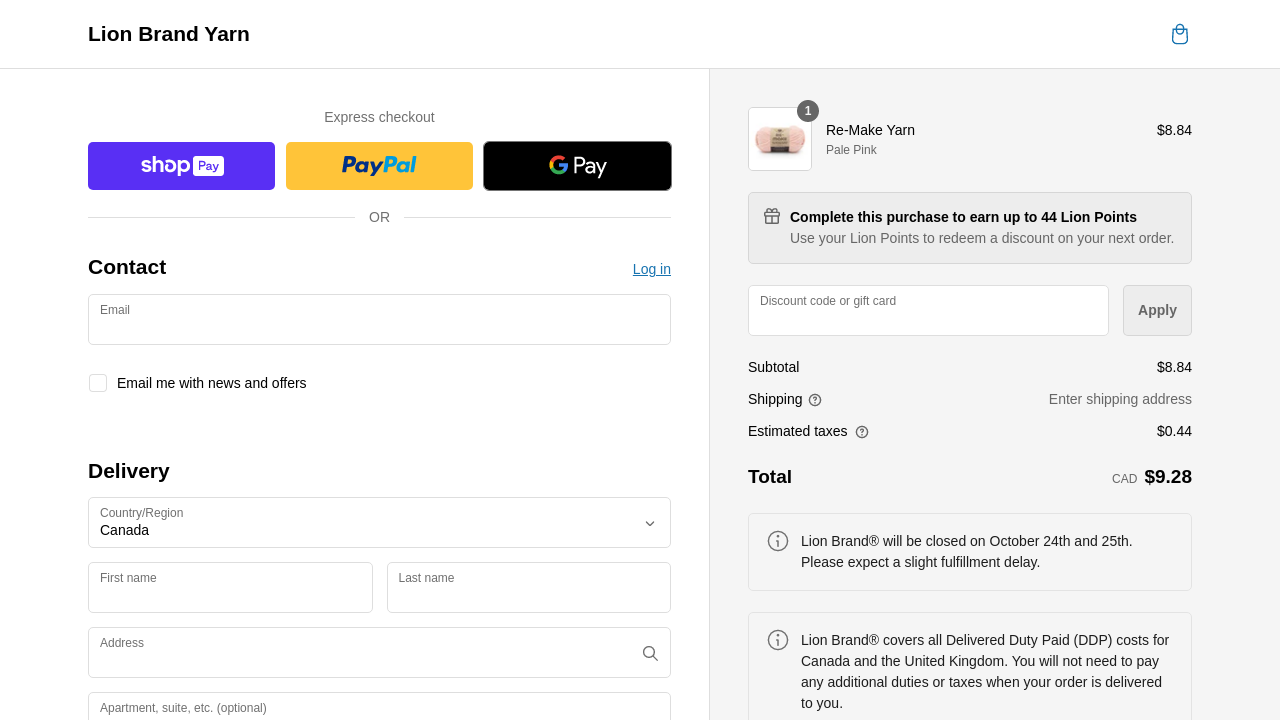 Lion Brand Yarn
Express checkout
shop Pay
PayPal
G Pay
OR
Contact
Log in
Email
Email me with news and offers
Delivery
Country/Region
Canada
First name
Last name
Address
Apartment, suite, etc. (optional)
1
Re-Make Yarn
$8.84
Pale Pink
Complete this purchase to earn up to 44 Lion Points
Use your Lion Points to redeem a discount on your next order.
Discount code or gift card
Apply
Subtotal
$8.84
Shipping
Enter shipping address
Estimated taxes
$0.44
Total
CAD $9.28
Lion Brand® will be closed on October 24th and 25th.
Please expect a slight fulfillment delay.
Lion Brand® covers all Delivered Duty Paid (DDP) costs for
Canada and the United Kingdom. You will not need to pay
any additional duties or taxes when your order is delivered
to you.